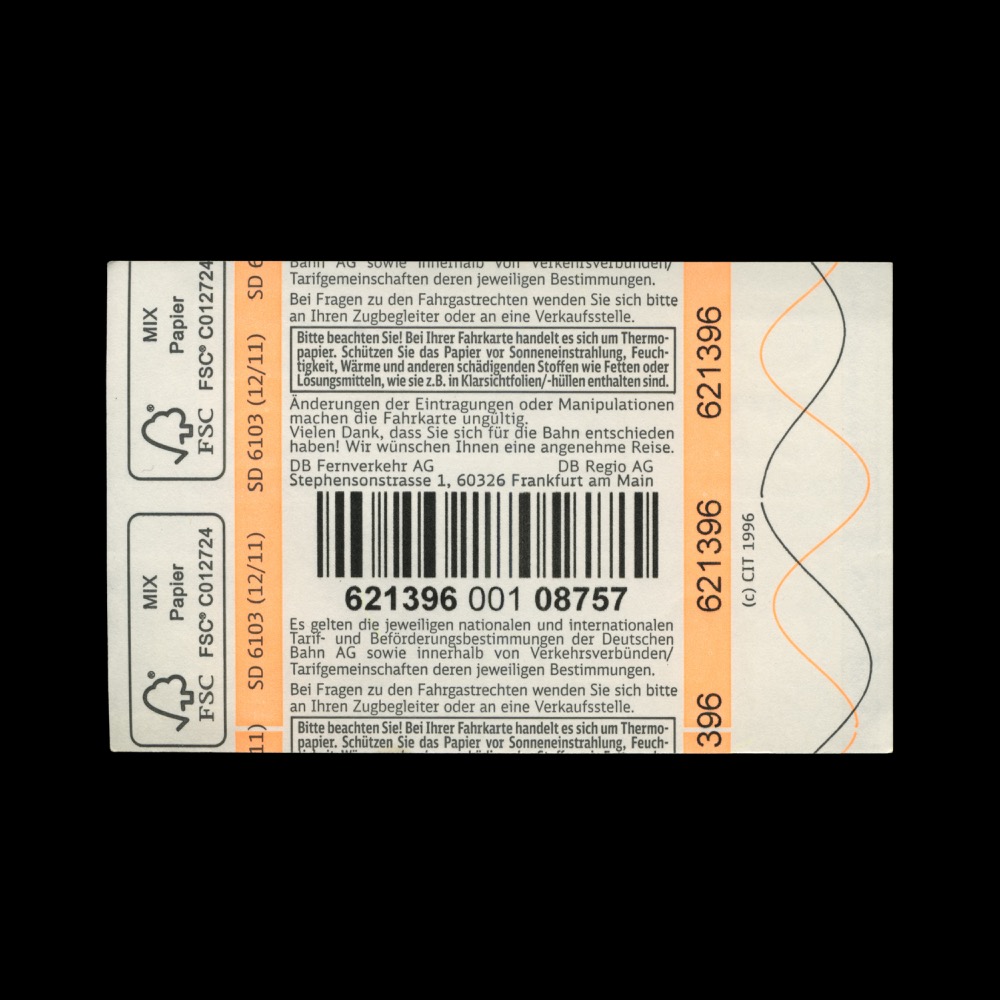 MIX
Papier
FSC® C012724
FSC®
SD 6103 (12/11)
Bahn AG sowie innerhalb von Verkehrsverbünden/
Tarifgemeinschaften deren jeweiligen Bestimmungen.
Bei Fragen zu den Fahrgastrechten wenden Sie sich bitte
an Ihren Zugbegleiter oder an eine Verkaufsstelle.
Bitte beachten Sie! Bei Ihrer Fahrkarte handelt es sich um Thermo-
papier. Schützen Sie das Papier vor Sonneneinstrahlung, Feuch-
tigkeit, Wärme und anderen schädigenden Stoffen wie Fetten oder
Lösungsmitteln, wie sie z.B. in Klarsichtfolien/-hüllen enthalten sind.
Änderungen der Eintragungen oder Manipulationen
machen die Fahrkarte ungültig.
Vielen Dank, dass Sie sich für die Bahn entschieden
haben! Wir wünschen Ihnen eine angenehme Reise.
DB Fernverkehr AG DB Regio AG
Stephensonstrasse 1, 60326 Frankfurt am Main
621396 001 08757
Es gelten die jeweiligen nationalen und internationalen
Tarif- und Beförderungsbestimmungen der Deutschen
Bahn AG sowie innerhalb von Verkehrsverbünden/
Tarifgemeinschaften deren jeweiligen Bestimmungen.
Bei Fragen zu den Fahrgastrechten wenden Sie sich bitte
an Ihren Zugbegleiter oder an eine Verkaufsstelle.
Bitte beachten Sie! Bei Ihrer Fahrkarte handelt es sich um Thermo-
papier. Schützen Sie das Papier vor Sonneneinstrahlung, Feuch-
MIX
Papier
FSC® C012724
FSC®
SD 6103 (12/11)
SD 6
11)
621396
621396
396
(c) CIT 1996